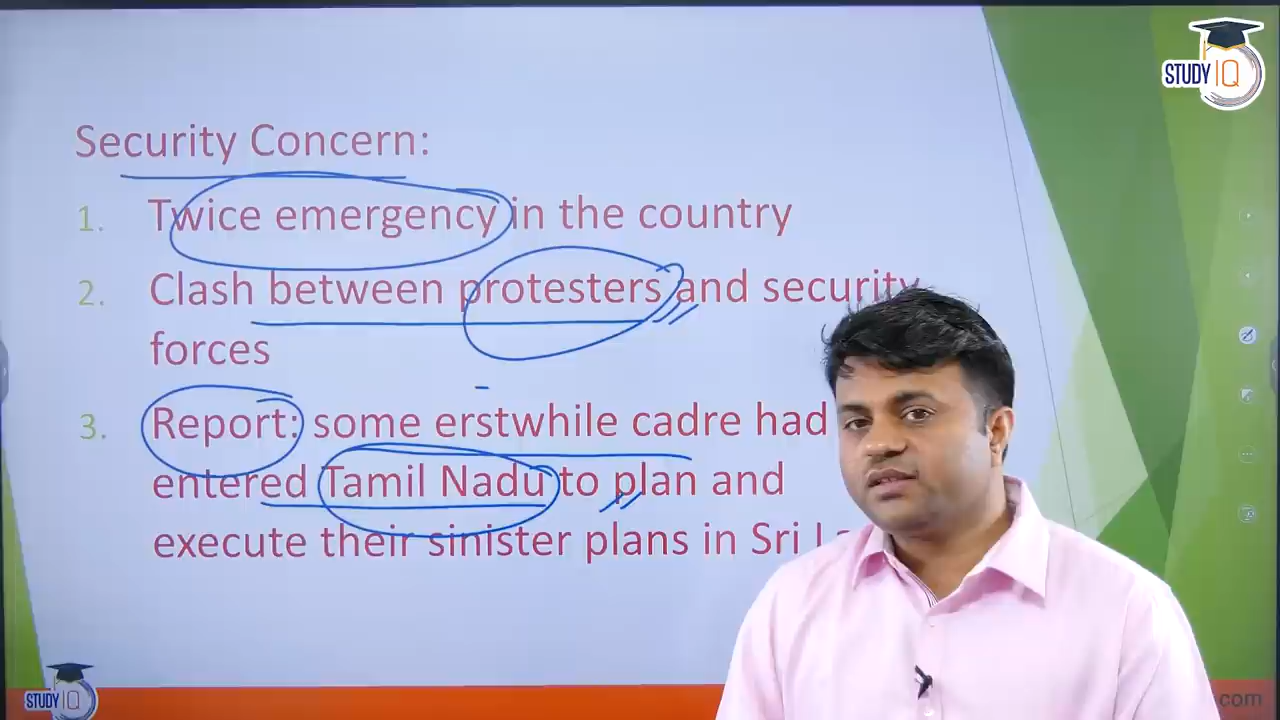 STUDY IQ
Security Concern:
1. Twice emergency in the country
2. Clash between protesters and security
forces
3. Report: some erstwhile cadre had
entered Tamil Nadu to plan and
execute their sinister plans in Sri
STUDY IQ
com